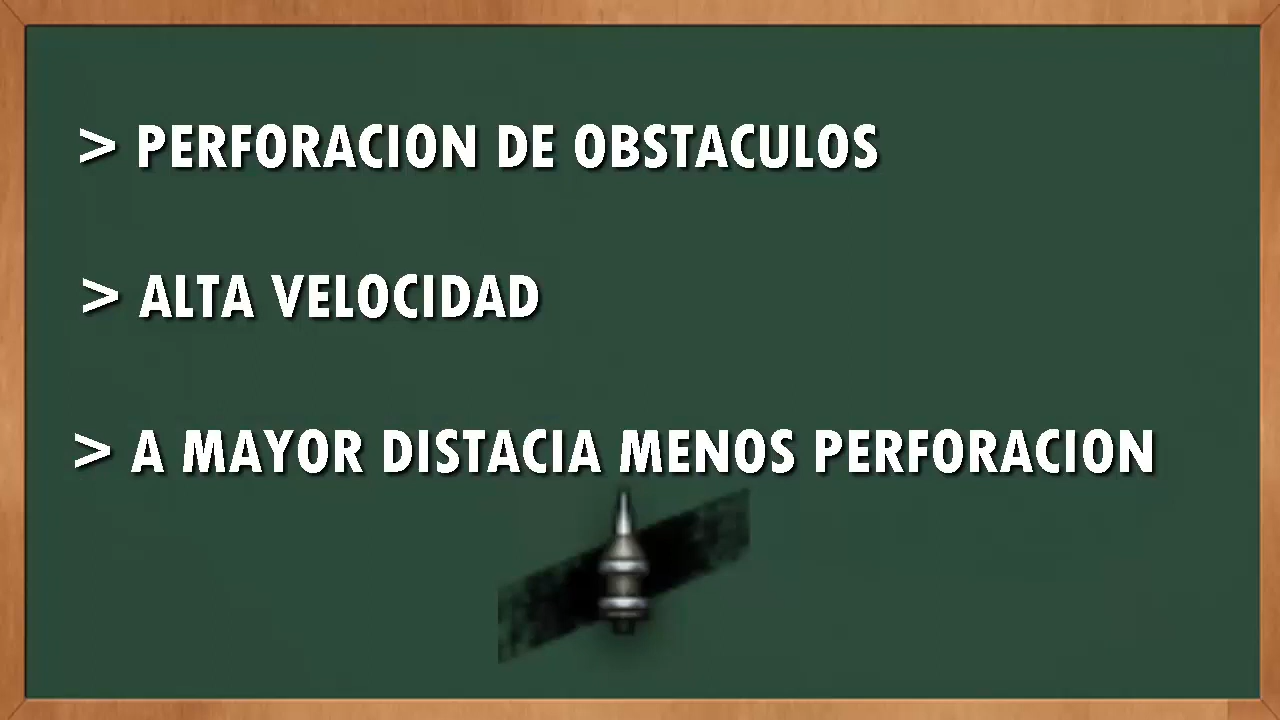 > PERFORACION DE OBSTACULOS
> ALTA VELOCIDAD
> A MAYOR DISTACIA MENOS PERFORACION